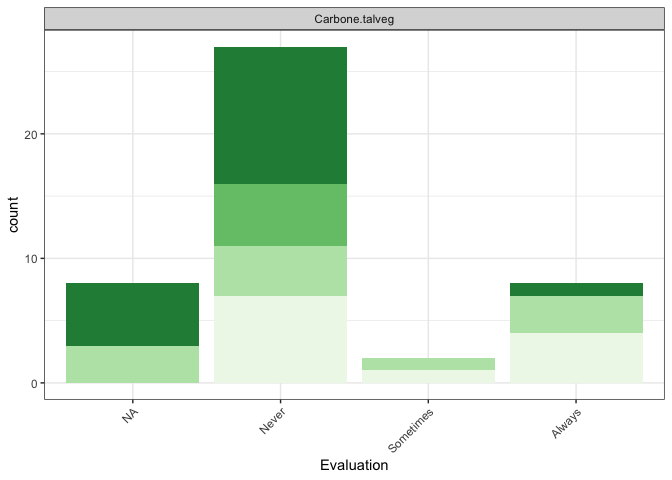 Carbone.talveg
count
20
10
0
NA
Never
Sometimes
Always
Evaluation